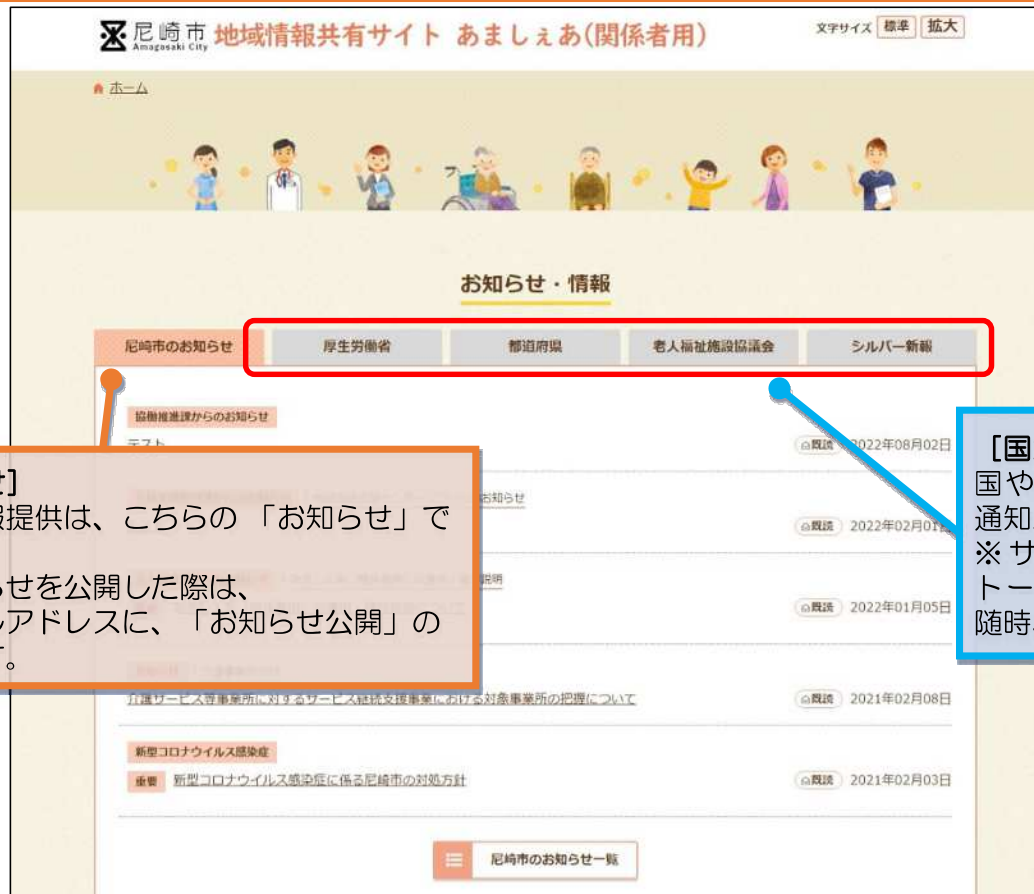 尼崎市 地域情報共有サイト あましぇあ(関係者用)
Amagasaki City
文字サイズ 標準 拡大
ホーム
お知らせ・情報
尼崎市のお知らせ 厚生労働省 都道府県 老人福祉施設協議会 シルバー新報
協働推進課からのお知らせ
テスト 既読 2022年08月02日
お知らせ
既読 2022年02月01日
説明
既読 2022年01月05日
せ]
報提供は、こちらの 「お知らせ」で
らせを公開した際は、
ルアドレスに、「お知らせ公開」の
す。
[国
国や
通知
※サ
トー
随時
介護サービス等事業所に対するサービス継続支援事業における対象事業所の把握について 既読 2021年02月08日
新型コロナウイルス感染症
重要 新型コロナウイルス感染症に係る尼崎市の対処方針 既読 2021年02月03日
尼崎市のお知らせ一覧